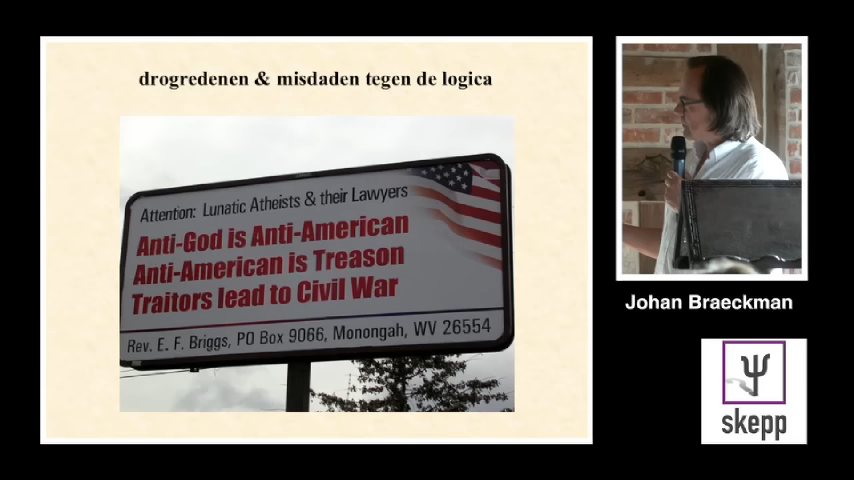 drogredenen & misdaden tegen de logica
Attention: Lunatic Atheists & their Lawyers
Anti-God is Anti-American
Anti-American is Treason
Traitors lead to Civil War
Rev. E. F. Briggs, PO Box 9066, Monongah, WV 26554
Johan Braeckman
skepp